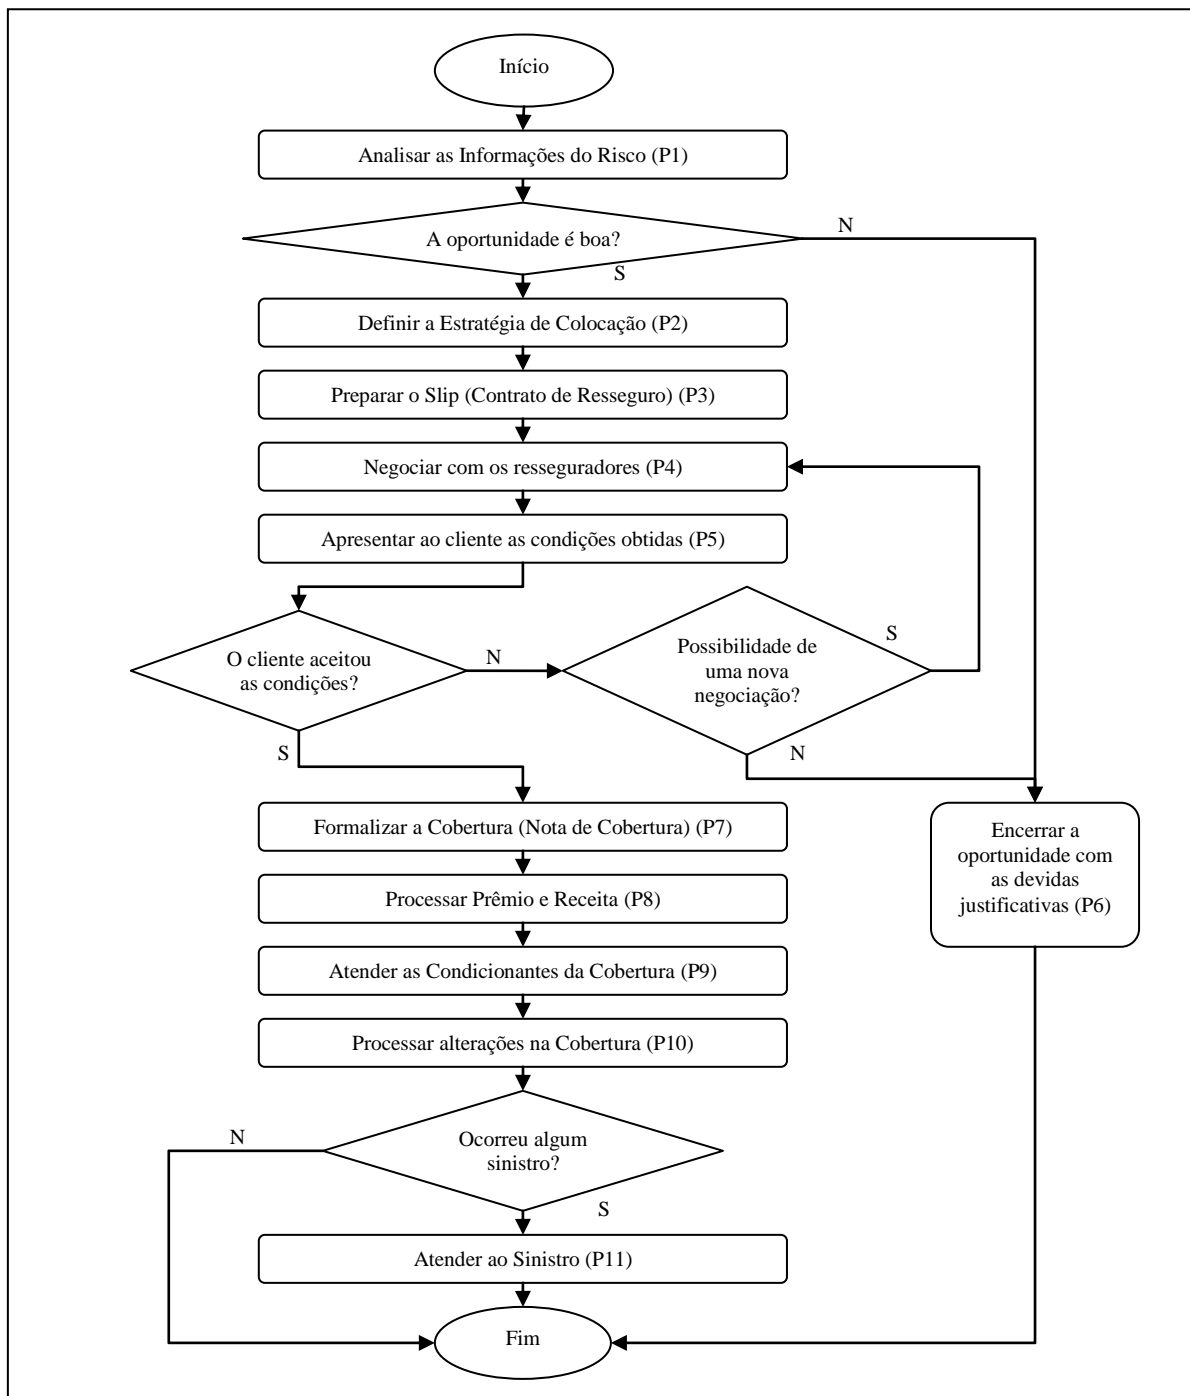 Início
Analisar as Informações do Risco (P1)
A oportunidade é boa?
N
S
Definir a Estratégia de Colocação (P2)
Preparar o Slip (Contrato de Resseguro) (P3)
Negociar com os resseguradores (P4)
Apresentar ao cliente as condições obtidas (P5)
O cliente aceitou
as condições?
N
Possibilidade de
uma nova
negociação?
S
N
S
Formalizar a Cobertura (Nota de Cobertura) (P7)
Encerrar a
oportunidade com
as devidas
justificativas (P6)
Processar Prêmio e Receita (P8)
Atender as Condicionantes da Cobertura (P9)
Processar alterações na Cobertura (P10)
Ocorreu algum
sinistro?
N
S
Atender ao Sinistro (P11)
Fim